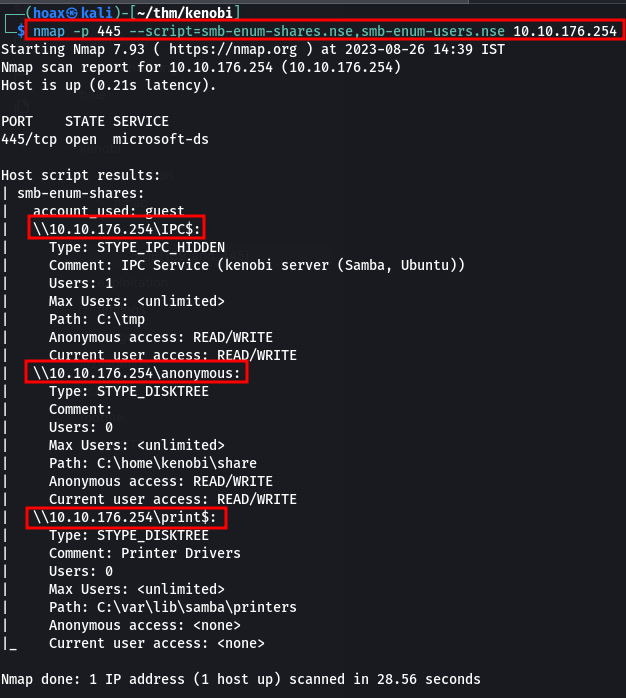 ┌──(hoax㉿kali)-[~/thm/kenobi]
└─$ nmap -p 445 --script=smb-enum-shares.nse,smb-enum-users.nse 10.10.176.254
Starting Nmap 7.93 ( https://nmap.org ) at 2023-08-26 14:39 IST
Nmap scan report for 10.10.176.254 (10.10.176.254)
Host is up (0.21s latency).

PORT    STATE SERVICE
445/tcp open  microsoft-ds

Host script results:
| smb-enum-shares:
|   account_used: guest
|   \\10.10.176.254\IPC$:
|     Type: STYPE_IPC_HIDDEN
|     Comment: IPC Service (kenobi server (Samba, Ubuntu))
|     Users: 1
|     Max Users: <unlimited>
|     Path: C:\tmp
|     Anonymous access: READ/WRITE
|     Current user access: READ/WRITE
|   \\10.10.176.254\anonymous:
|     Type: STYPE_DISKTREE
|     Comment:
|     Users: 0
|     Max Users: <unlimited>
|     Path: C:\home\kenobi\share
|     Anonymous access: READ/WRITE
|     Current user access: READ/WRITE
|   \\10.10.176.254\print$:
|     Type: STYPE_DISKTREE
|     Comment: Printer Drivers
|     Users: 0
|     Max Users: <unlimited>
|     Path: C:\var\lib\samba\printers
|     Anonymous access: <none>
|_    Current user access: <none>

Nmap done: 1 IP address (1 host up) scanned in 28.56 seconds